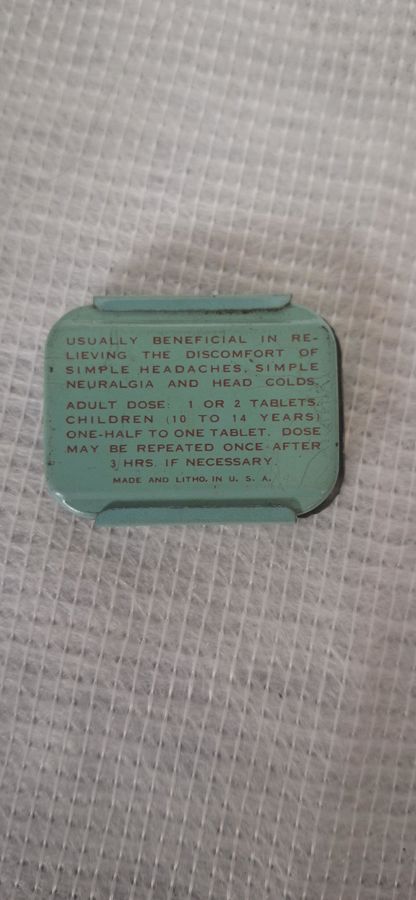 USUALLY BENEFICIAL IN RE-
LIEVING THE DISCOMFORT OF
SIMPLE HEADACHES, SIMPLE
NEURALGIA AND HEAD COLDS.
ADULT DOSE: 1 OR 2 TABLETS.
CHILDREN (10 TO 14 YEARS)
ONE-HALF TO ONE TABLET. DOSE
MAY BE REPEATED ONCE AFTER
3 HRS. IF NECESSARY.
MADE AND LITHO. IN U. S. A.